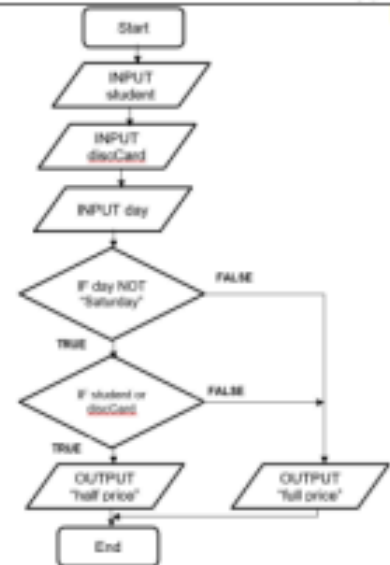 Start
INPUT
student
INPUT
discCard
INPUT day
IF day NOT
"Saturday"
FALSE
TRUE
IF student or
discCard
FALSE
TRUE
OUTPUT
"half price"
OUTPUT
"full price"
End